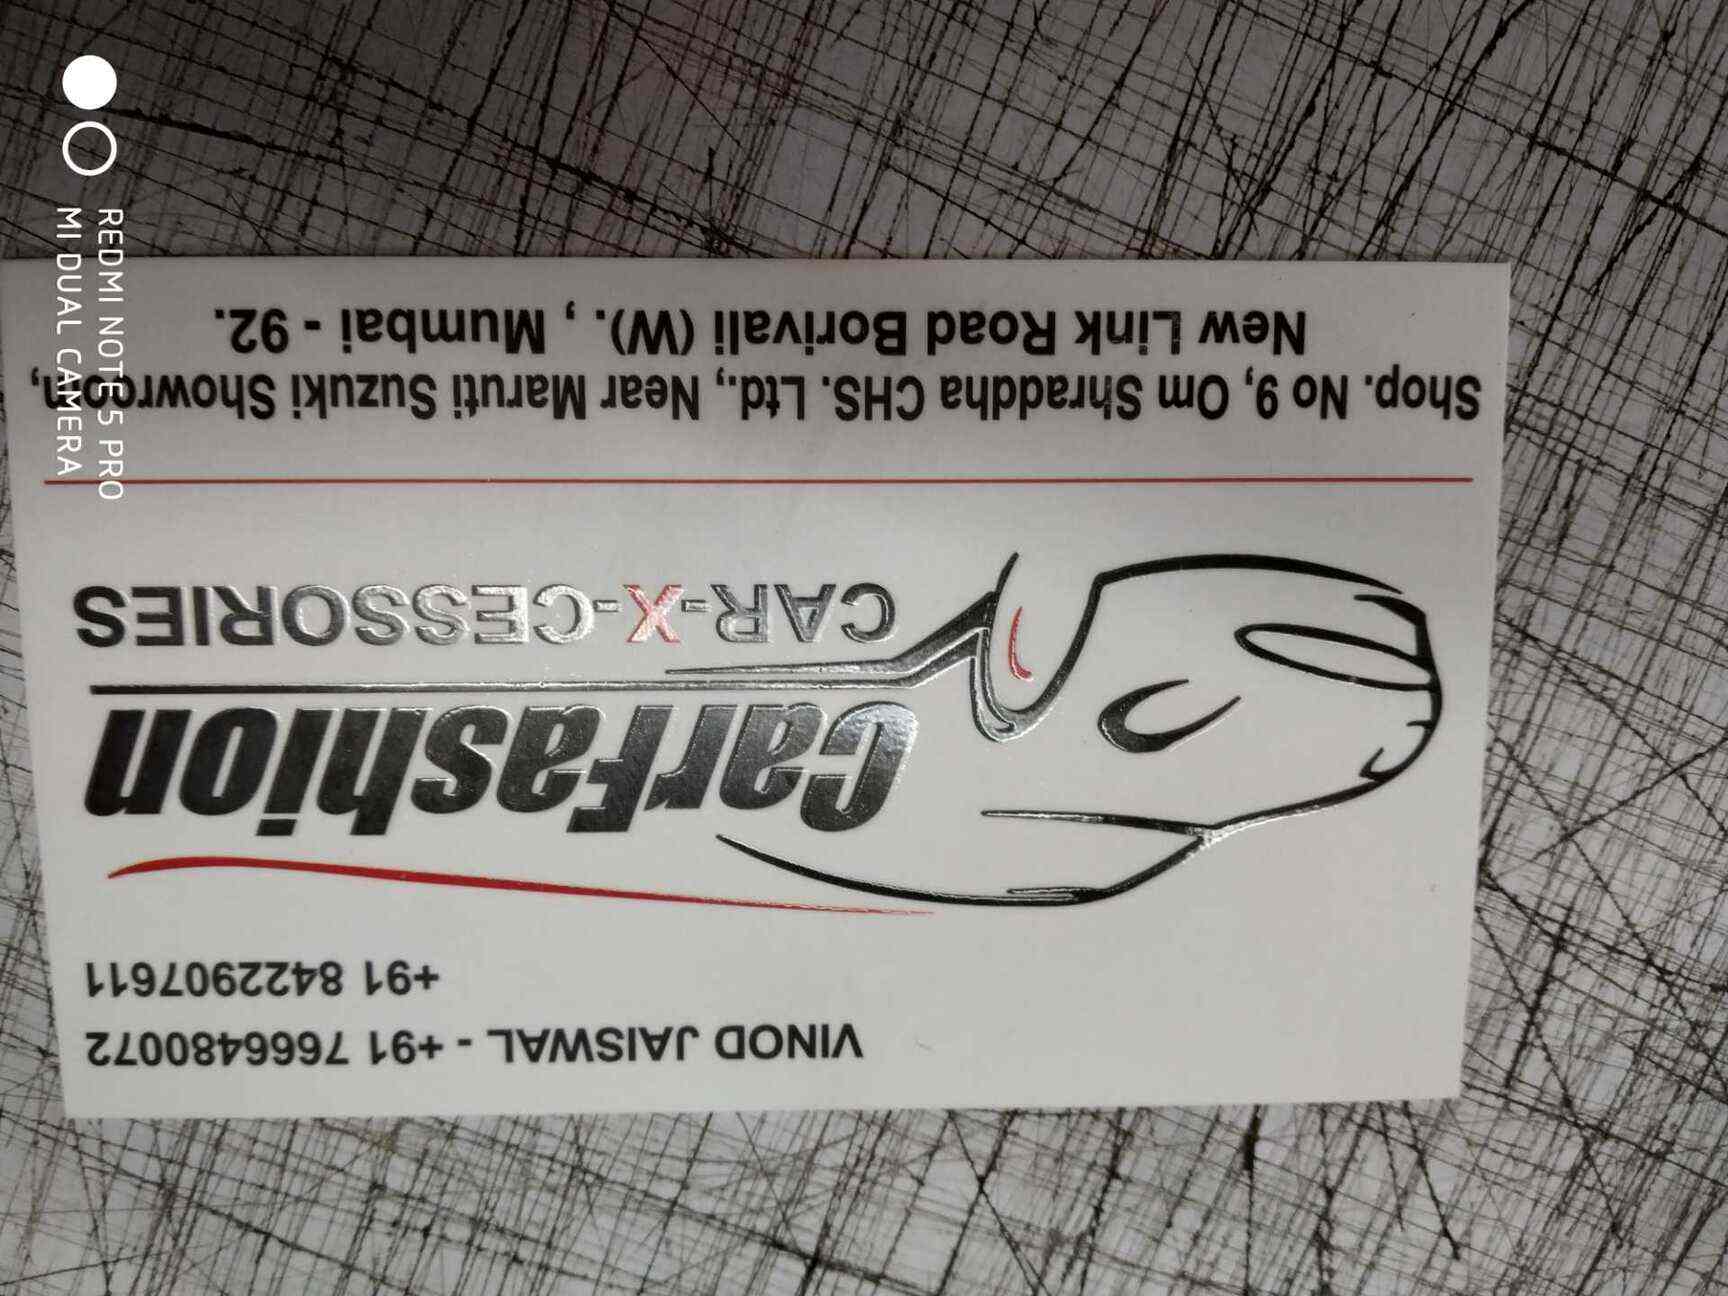 VINOD JAISWAL - +91 7666480072
+91 8422907611
CarFashion
CAR-X-CESSORIES
Shop. No 9, Om Shraddha CHS. Ltd., Near Maruti Suzuki Showroom,
New Link Road Borivali (W). , Mumbai - 92.
REDMI NOTE 5 PRO
MI DUAL CAMERA